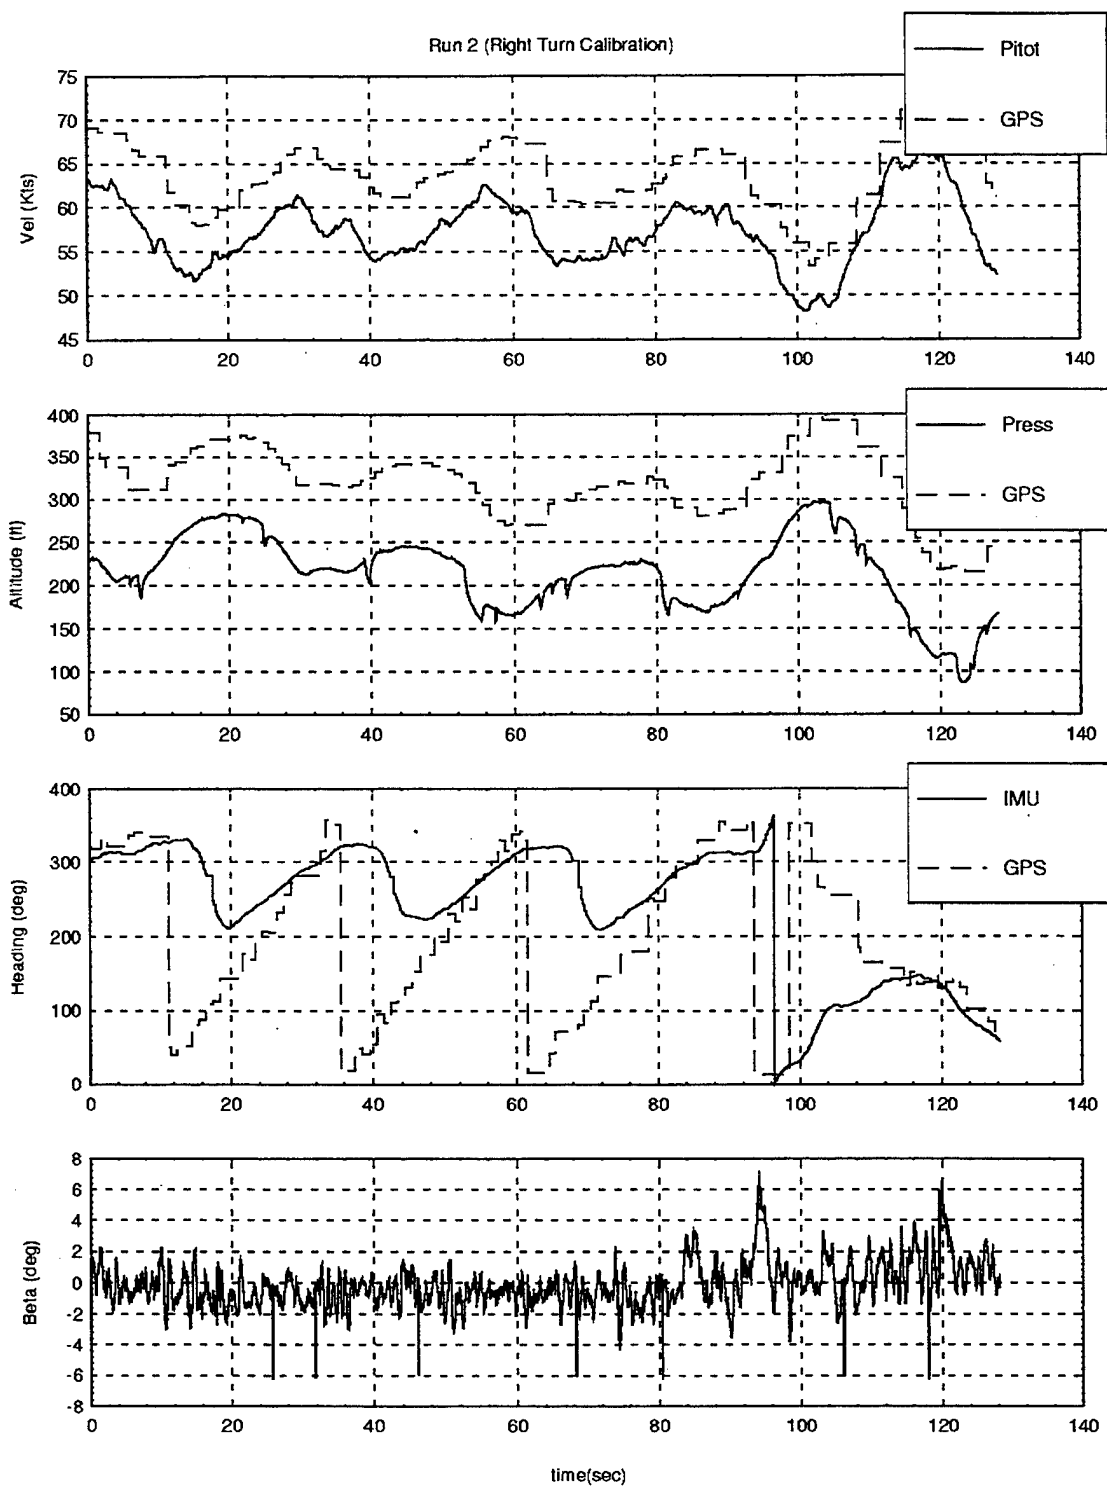 Run 2 (Right Turn Calibration)
Pitot
GPS
75
70
65
60
55
50
45
Vel (Kts)
0 20 40 60 80 100 120 140
Press
GPS
400
350
300
250
200
150
100
50
Altitude (ft)
0 20 40 60 80 100 120 140
IMU
GPS
400
300
200
100
0
Heading (deg)
0 20 40 60 80 100 120 140
8
6
4
2
0
-2
-4
-6
-8
Beta (deg)
0 20 40 60 80 100 120 140
time(sec)